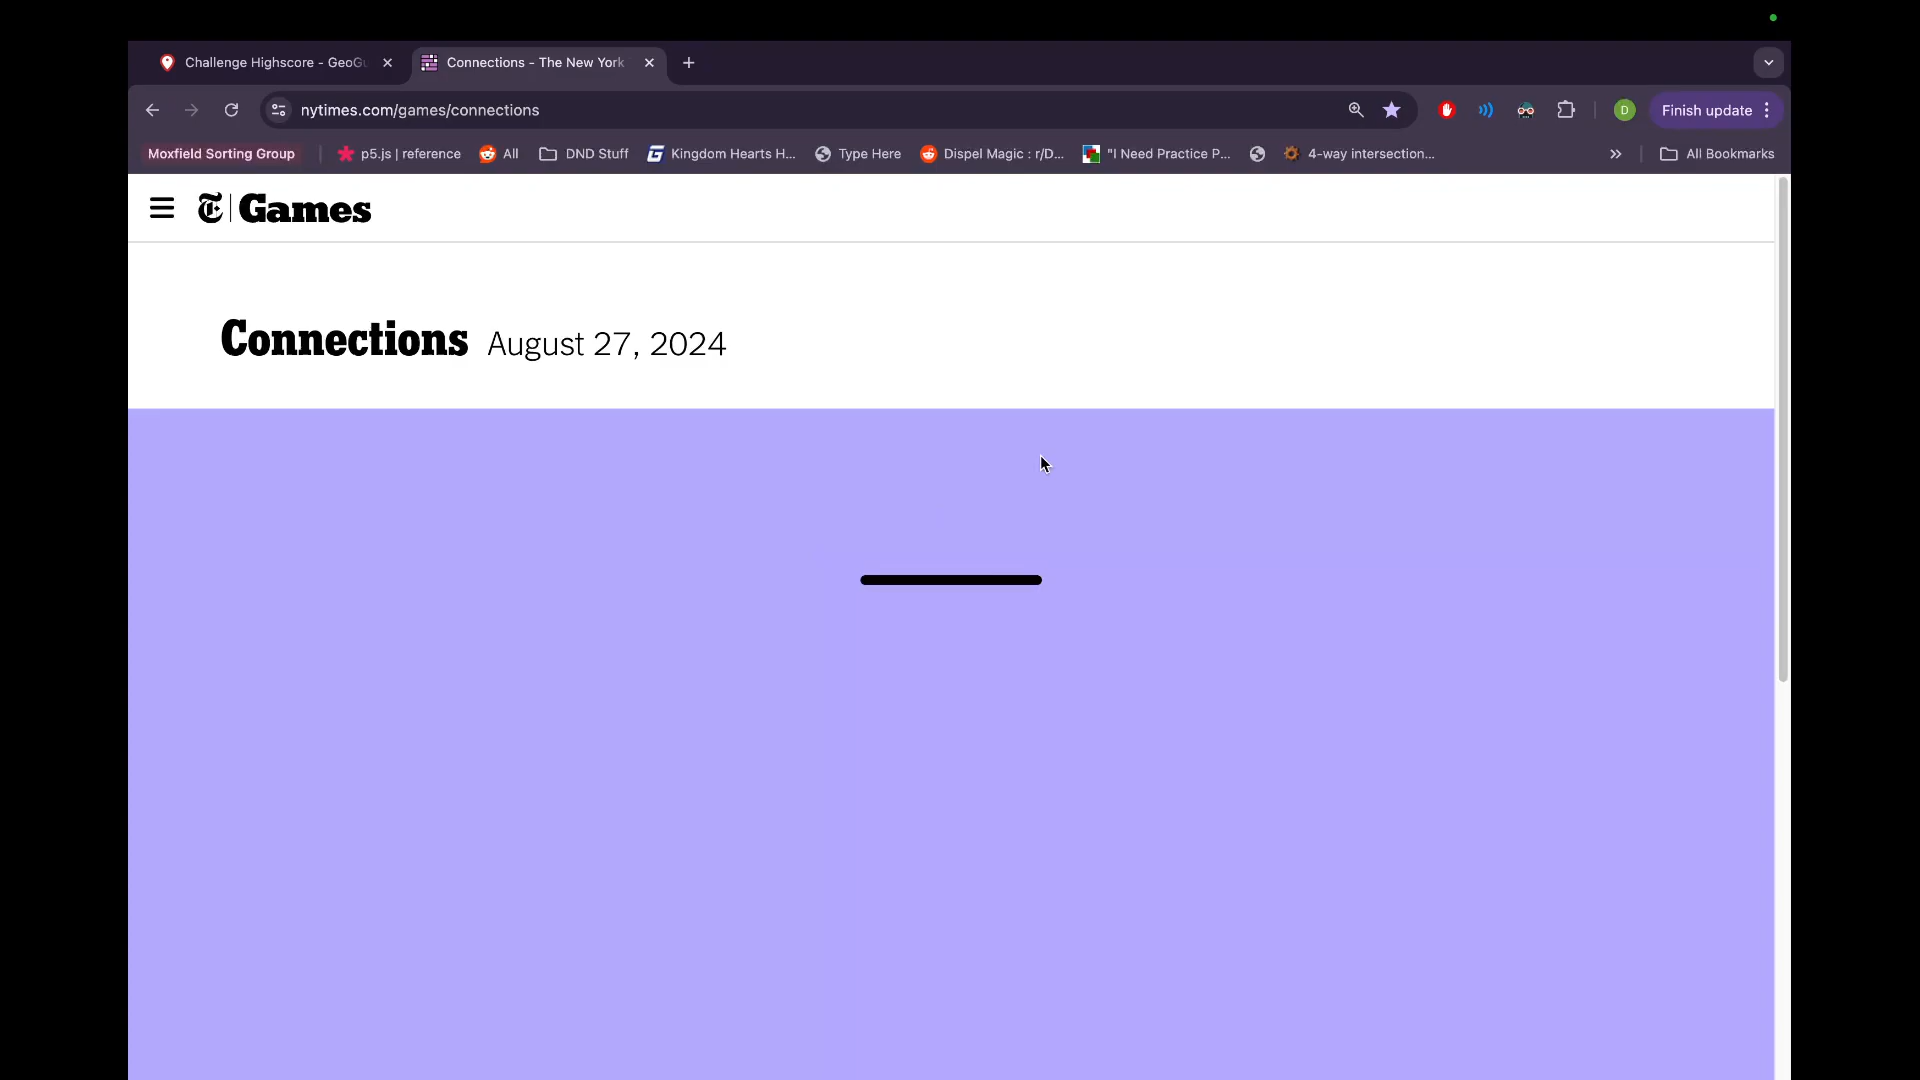 Challenge Highscore - GeoGu
Connections - The New York
nytimes.com/games/connections
D
Finish update
Moxfield Sorting Group
p5.js | reference
All
DND Stuff
Kingdom Hearts H...
Type Here
Dispel Magic : r/D...
"I Need Practice P...
4-way intersection...
All Bookmarks
T | Games
Connections August 27, 2024